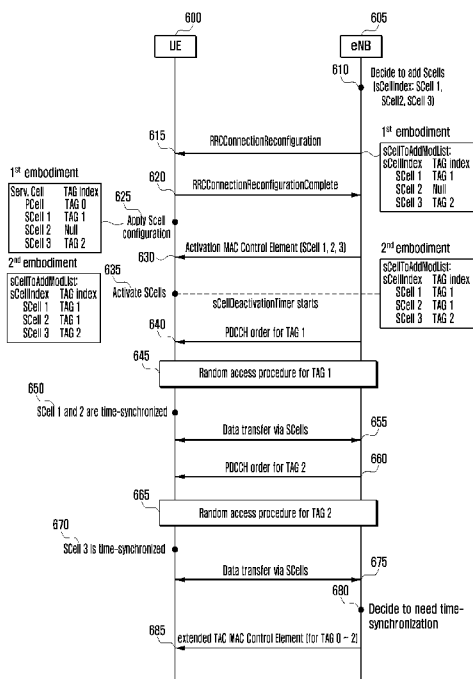 600
605
UE
eNB
610
Decide to add Scells
(sCellIndex: SCell 1,
SCell2, SCell 3)
615
RRCConnectionReconfiguration
1st embodiment
sCellToAddModList:
sCellIndex TAG index
SCell 1 TAG 1
SCell 2 Null
SCell 3 TAG 2
1st embodiment
Serv. Cell TAG index
PCell TAG 0
SCell 1 TAG 1
SCell 2 Null
SCell 3 TAG 2
620
RRCConnectionReconfigurationComplete
625
Apply Scell
configuration
630
Activation MAC Control Element (SCell 1, 2, 3)
2nd embodiment
sCellToAddModList:
sCellIndex TAG index
SCell 1 TAG 1
SCell 2 TAG 1
SCell 3 TAG 2
635
Activate SCells
sCellDeactivationTimer starts
2nd embodiment
sCellToAddModList:
sCellIndex TAG index
SCell 1 TAG 1
SCell 2 TAG 1
SCell 3 TAG 2
640
PDCCH order for TAG 1
645
Random access procedure for TAG 1
650
SCell 1 and 2 are time-synchronized
655
Data transfer via SCells
660
PDCCH order for TAG 2
665
Random access procedure for TAG 2
670
SCell 3 is time-synchronized
675
Data transfer via SCells
680
Decide to need time-
synchronization
685
extended TAC MAC Control Element (for TAG 0 ~ 2)